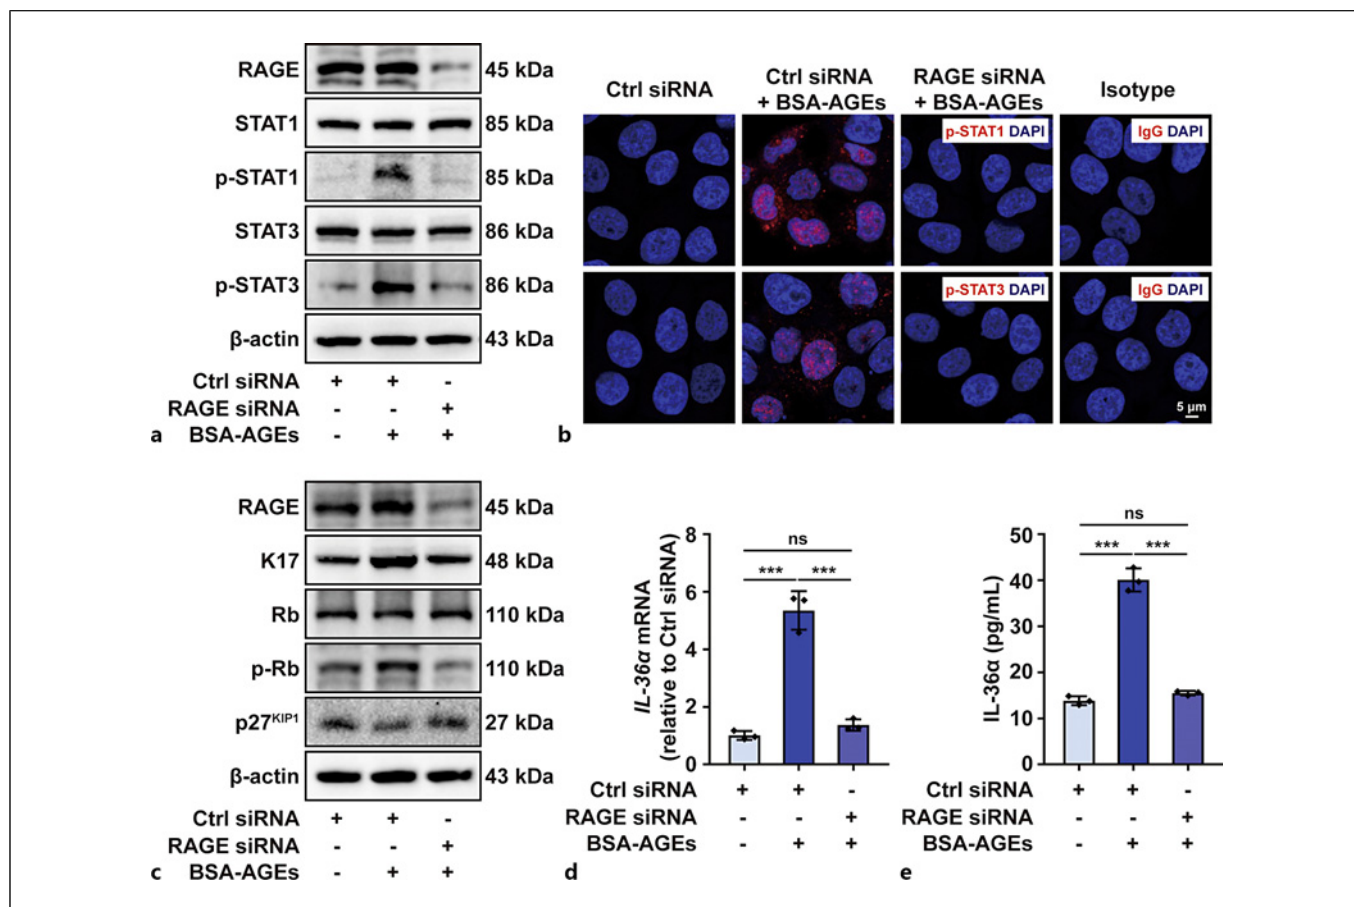 RAGE 45 kDa
STAT1 85 kDa
p-STAT1 85 kDa
STAT3 86 kDa
p-STAT3 86 kDa
β-actin 43 kDa
Ctrl siRNA + + -
RAGE siRNA - - +
a BSA-AGEs - + +
Ctrl siRNA
Ctrl siRNA
+ BSA-AGEs
RAGE siRNA
+ BSA-AGEs
Isotype
p-STAT1 DAPI
IgG DAPI
p-STAT3 DAPI
IgG DAPI
5 µm
b
RAGE 45 kDa
K17 48 kDa
Rb 110 kDa
p-Rb 110 kDa
p27KIP1 27 kDa
β-actin 43 kDa
Ctrl siRNA + + -
RAGE siRNA - - +
c BSA-AGEs - + +
IL-36α mRNA
(relative to Ctrl siRNA)
8
6
4
2
0
ns
*** ***
Ctrl siRNA + + -
RAGE siRNA - - +
d BSA-AGEs - + +
IL-36α (pg/mL)
50
40
30
20
10
0
ns
*** ***
Ctrl siRNA + + -
RAGE siRNA - - +
e BSA-AGEs - + +